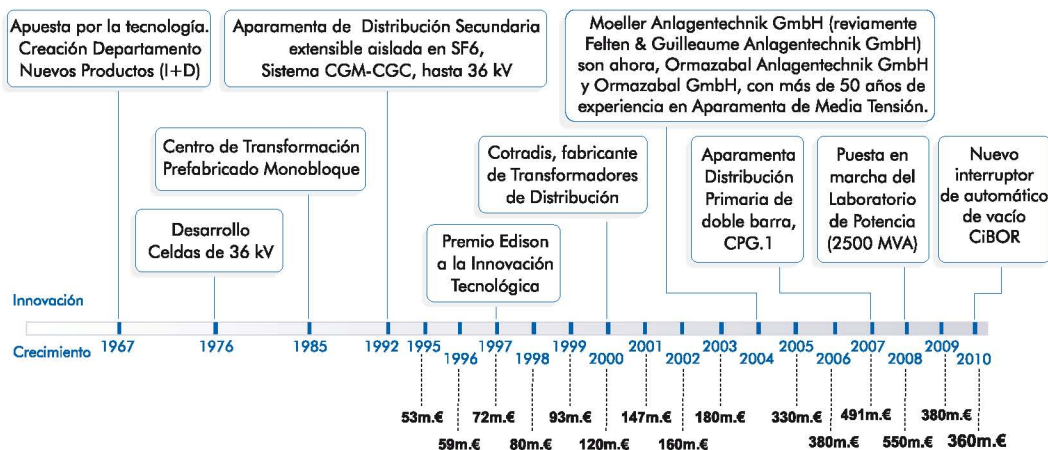 Apuesta por la tecnología.
Creación Departamento
Nuevos Productos (I+D)
Aparamenta de Distribución Secundaria
extensible aislada en SF6,
Sistema CGM-CGC, hasta 36 kV
Moeller Anlagentechnik GmbH (reviamente
Felten & Guilleaume Anlagentechnik GmbH)
son ahora, Ormazabal Anlagentechnik GmbH
y Ormazabal GmbH, con más de 50 años de
experiencia en Aparamenta de Media Tensión.
Centro de Transformación
Prefabricado Monobloque
Cotradis, fabricante
de Transformadores
de Distribución
Aparamenta
Distribución
Primaria de
doble barra,
CPG.1
Puesta en
marcha del
Laboratorio
de Potencia
(2500 MVA)
Nuevo
interruptor
de automático
de vacío
CiBOR
Desarrollo
Celdas de 36 kV
Premio Edison
a la Innovación
Tecnológica
Innovación
Crecimiento
1967 1976 1985 1992 1995 1997 1999 2001 2003 2005 2007 2009
1996 1998 2000 2002 2004 2006 2008 2010
53m.€ 72m.€ 93m.€ 147m.€ 180m.€ 330m.€ 491m.€ 380m.€
59m.€ 80m.€ 120m.€ 160m.€ 380m.€ 550m.€ 360m.€